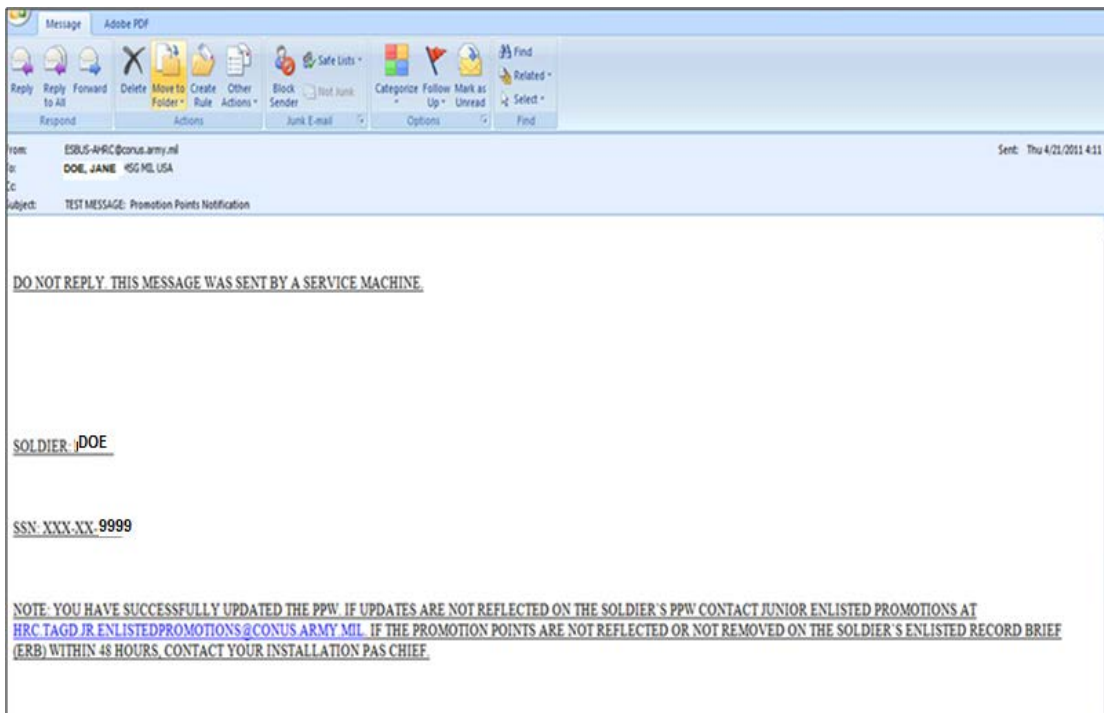 Message Adobe PDF
Reply Reply to All Forward Delete Move to Folder Create Rule Other Actions Block Sender Safe Lists Not Junk Categorize Follow Up Mark as Unread Find Related Select
Respond Actions Junk E-mail Options Find
From: ESBUS-AHRC@conus.army.mil Sent: Thu 4/21/2011 4:11
To: DOE, JANE MSG MIL USA
Cc
Subject: TEST MESSAGE: Promotion Points Notification
DO NOT REPLY. THIS MESSAGE WAS SENT BY A SERVICE MACHINE.
SOLDIER: DOE
SSN: XXX-XX-9999
NOTE: YOU HAVE SUCCESSFULLY UPDATED THE PPW. IF UPDATES ARE NOT REFLECTED ON THE SOLDIER`S PPW CONTACT JUNIOR ENLISTED PROMOTIONS AT
HRC.TAGD.JR.ENLISTEDPROMOTIONS@CONUS.ARMY.MIL. IF THE PROMOTION POINTS ARE NOT REFLECTED OR NOT REMOVED ON THE SOLDIER`S ENLISTED RECORD BRIEF
(ERB) WITHIN 48 HOURS, CONTACT YOUR INSTALLATION PAS CHIEF.